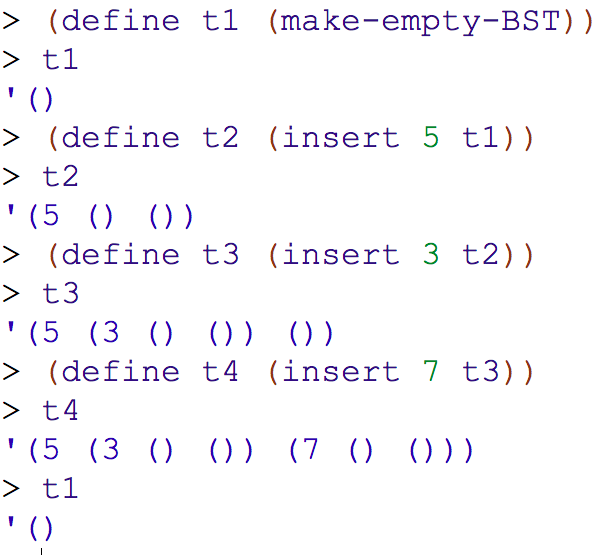 > (define t1 (make-empty-BST))
> t1
'()
> (define t2 (insert 5 t1))
> t2
'(5 () ())
> (define t3 (insert 3 t2))
> t3
'(5 (3 () ()) ())
> (define t4 (insert 7 t3))
> t4
'(5 (3 () ()) (7 () ()))
> t1
'()